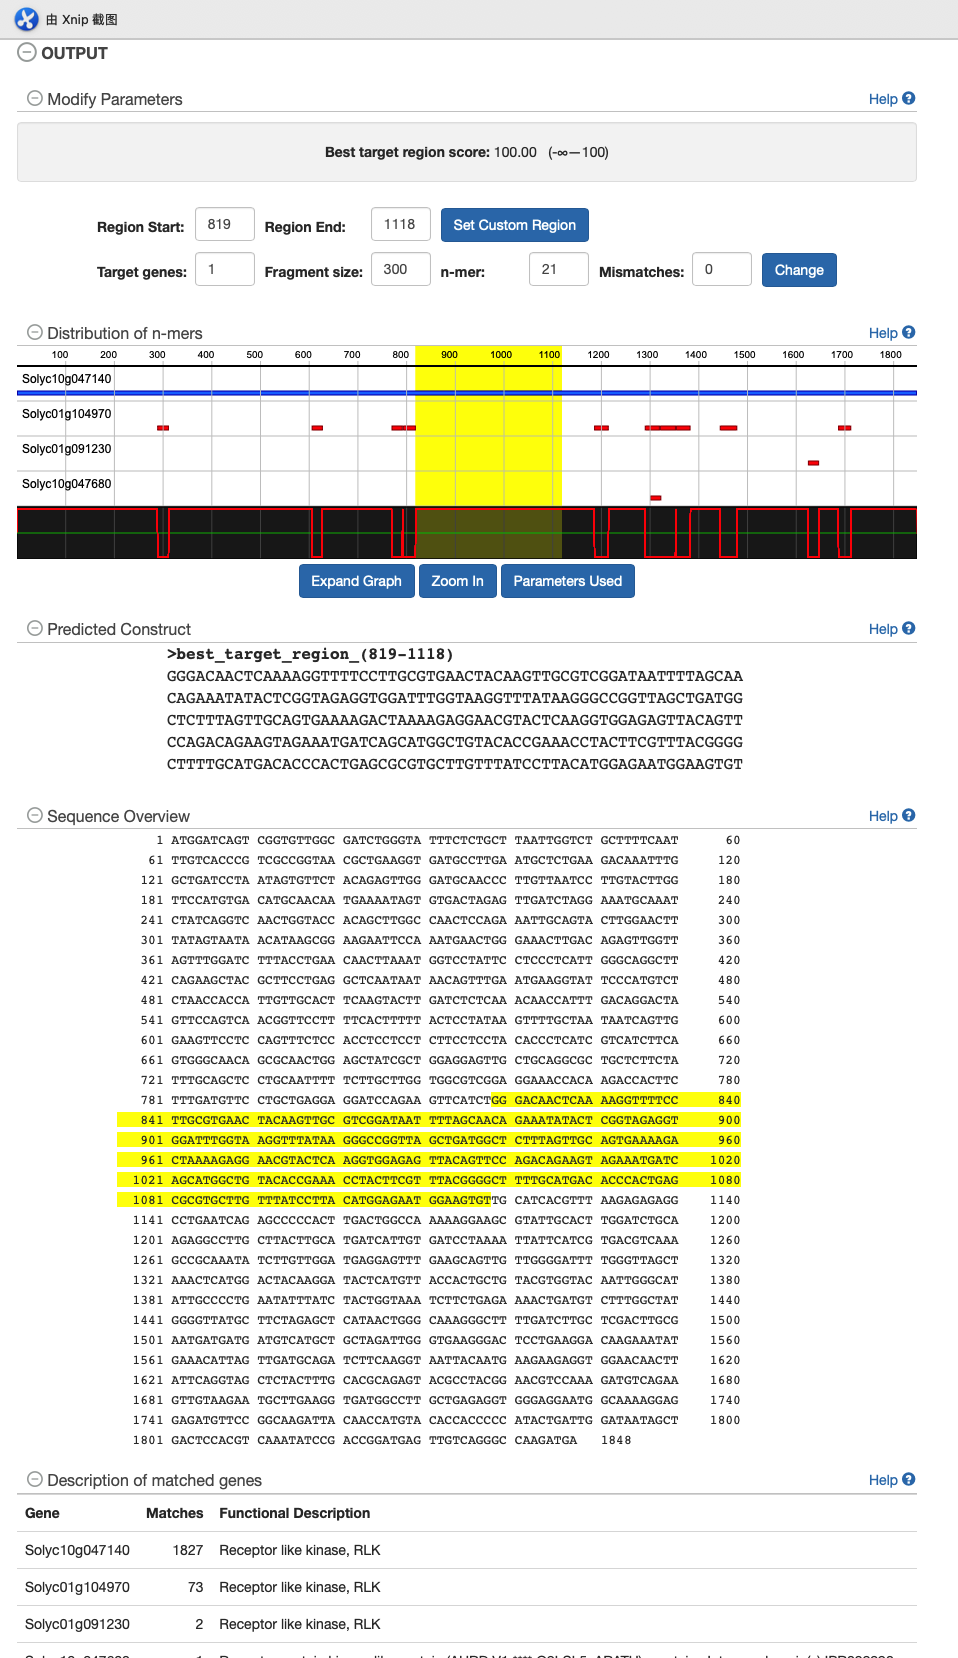 由 Xnip 截图
OUTPUT
Modify Parameters Help
Best target region score: 100.00 (-∞—100)
Region Start: 819 Region End: 1118 Set Custom Region
Target genes: 1 Fragment size: 300 n-mer: 21 Mismatches: 0 Change
Distribution of n-mers Help
100 200 300 400 500 600 700 800 900 1000 1100 1200 1300 1400 1500 1600 1700 1800
Solyc10g047140
Solyc01g104970
Solyc01g091230
Solyc10g047680
Expand Graph Zoom In Parameters Used
Predicted Construct Help
>best_target_region_(819-1118)
GGGACAACTCAAAAGGTTTTCCTTGCGTGAACTACAAGTTGCGTCGGATAATTTTAGCAA
CAGAAATATACTCGGTAGAGGTGGATTTGGTAAGGTTTATAAGGGCCGGTTAGCTGATGG
CTCTTTAGTTGCAGTGAAAAGACTAAAAGAGGAACGTACTCAAGGTGGAGAGTTACAGTT
CCAGACAGAAGTAGAAATGATCAGCATGGCTGTACACCGAAACCTACTTCGTTTACGGGG
CTTTTGCATGACACCCACTGAGCGCGTGCTTGTTTATCCTTACATGGAGAATGGAAGTGT
Sequence Overview Help
1 ATGGATCAGT CGGTGTTGGC GATCTGGGTA TTTCTCTGCT TAATTGGTCT GCTTTTCAAT 60
61 TTGTCACCCG TCGCCGGTAA CGCTGAAGGT GATGCCTTGA ATGCTCTGAA GACAAATTTG 120
121 GCTGATCCTA ATAGTGTTCT ACAGAGTTGG GATGCAACCC TTGTTAATCC TTGTACTTGG 180
181 TTCCATGTGA CATGCAACAA TGAAAATAGT GTGACTAGAG TTGATCTAGG AAATGCAAAT 240
241 CTATCAGGTC AACTGGTACC ACAGCTTGGC CAACTCCAGA AATTGCAGTA CTTGGAACTT 300
301 TATAGTAATA ACATAAGCGG AAGAATTCCA AATGAACTGG GAAACTTGAC AGAGTTGGTT 360
361 AGTTTGGATC TTTACCTGAA CAACTTAAAT GGTCCTATTC CTCCCTCATT GGGCAGGCTT 420
421 CAGAAGCTAC GCTTCCTGAG GCTCAATAAT AACAGTTTGA ATGAAGGTAT TCCCATGTCT 480
481 CTAACCACCA TTGTTGCACT TCAAGTACTT GATCTCTCAA ACAACCATTT GACAGGACTA 540
541 GTTCCAGTCA ACGGTTCCTT TTCACTTTTT ACTCCTATAA GTTTTGCTAA TAATCAGTTG 600
601 GAAGTTCCTC CAGTTTCTCC ACCTCCTCCT CTTCCTCCTA CACCCTCATC GTCATCTTCA 660
661 GTGGGCAACA GCGCAACTGG AGCTATCGCT GGAGGAGTTG CTGCAGGCGC TGCTCTTCTA 720
721 TTTGCAGCTC CTGCAATTTT TCTTGCTTGG TGGCGTCGGA GGAAACCACA AGACCACTTC 780
781 TTTGATGTTC CTGCTGAGGA GGATCCAGAA GTTCATCTGG GACAACTCAA AAGGTTTTCC 840
841 TTGCGTGAAC TACAAGTTGC GTCGGATAAT TTTAGCAACA GAAATATACT CGGTAGAGGT 900
901 GGATTTGGTA AGGTTTATAA GGGCCGGTTA GCTGATGGCT CTTTAGTTGC AGTGAAAAGA 960
961 CTAAAAGAGG AACGTACTCA AGGTGGAGAG TTACAGTTCC AGACAGAAGT AGAAATGATC 1020
1021 AGCATGGCTG TACACCGAAA CCTACTTCGT TTACGGGGCT TTTGCATGAC ACCCACTGAG 1080
1081 CGCGTGCTTG TTTATCCTTA CATGGAGAAT GGAAGTGTTG CATCACGTTT AAGAGAGAGG 1140
1141 CCTGAATCAG AGCCCCCACT TGACTGGCCA AAAAGGAAGC GTATTGCACT TGGATCTGCA 1200
1201 AGAGGCCTTG CTTACTTGCA TGATCATTGT GATCCTAAAA TTATTCATCG TGACGTCAAA 1260
1261 GCCGCAAATA TCTTGTTGGA TGAGGAGTTT GAAGCAGTTG TTGGGGATTT TGGGTTAGCT 1320
1321 AAACTCATGG ACTACAAGGA TACTCATGTT ACCACTGCTG TACGTGGTAC AATTGGGCAT 1380
1381 ATTGCCCCTG AATATTTATC TACTGGTAAA TCTTCTGAGA AAACTGATGT CTTTGGCTAT 1440
1441 GGGGTTATGC TTCTAGAGCT CATAACTGGG CAAAGGGCTT TTGATCTTGC TCGACTTGCG 1500
1501 AATGATGATG ATGTCATGCT GCTAGATTGG GTGAAGGGAC TCCTGAAGGA CAAGAAATAT 1560
1561 GAAACATTAG TTGATGCAGA TCTTCAAGGT AATTACAATG AAGAAGAGGT GGAACAACTT 1620
1621 ATTCAGGTAG CTCTACTTTG CACGCAGAGT ACGCCTACGG AACGTCCAAA GATGTCAGAA 1680
1681 GTTGTAAGAA TGCTTGAAGG TGATGGCCTT GCTGAGAGGT GGGAGGAATG GCAAAAGGAG 1740
1741 GAGATGTTCC GGCAAGATTA CAACCATGTA CACCACCCCC ATACTGATTG GATAATAGCT 1800
1801 GACTCCACGT CAAATATCCG ACCGGATGAG TTGTCAGGGC CAAGATGA 1848
Description of matched genes Help
Gene Matches Functional Description
Solyc10g047140 1827 Receptor like kinase, RLK
Solyc01g104970 73 Receptor like kinase, RLK
Solyc01g091230 2 Receptor like kinase, RLK